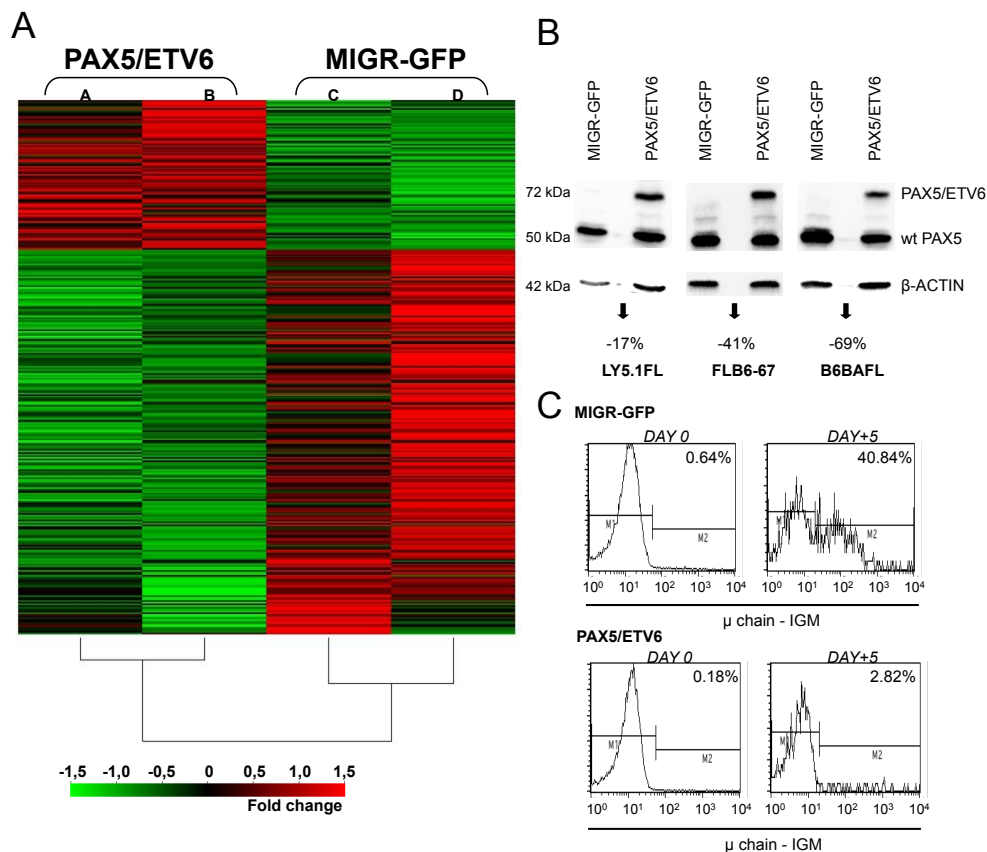 A
PAX5/ETV6 MIGR-GFP
A B C D
-1,5 -1,0 -0,5 0 0,5 1,0 1,5
Fold change
B
MIGR-GFP PAX5/ETV6 MIGR-GFP PAX5/ETV6 MIGR-GFP PAX5/ETV6
72 kDa PAX5/ETV6
50 kDa wt PAX5
42 kDa β-ACTIN
-17% -41% -69%
LY5.1FL FLB6-67 B6BAFL
C
MIGR-GFP
DAY 0 DAY+5
0.64% 40.84%
M1 M2 M2
10⁰ 10¹ 10² 10³ 10⁴ 10⁰ 10¹ 10² 10³ 10⁴
µ chain - IGM
PAX5/ETV6
DAY 0 DAY+5
0.18% 2.82%
M1 M2 M2
10⁰ 10¹ 10² 10³ 10⁴ 10⁰ 10¹ 10² 10³ 10⁴
µ chain - IGM